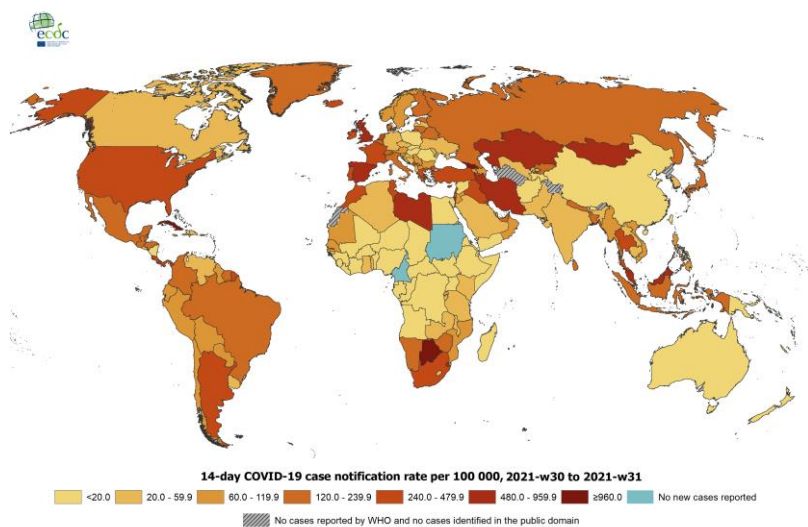 ecdc
14-day COVID-19 case notification rate per 100 000, 2021-w30 to 2021-w31
<20.0 20.0 - 59.9 60.0 - 119.9 120.0 - 239.9 240.0 - 479.9 480.0 - 959.9 ≥960.0 No new cases reported
No cases reported by WHO and no cases identified in the public domain